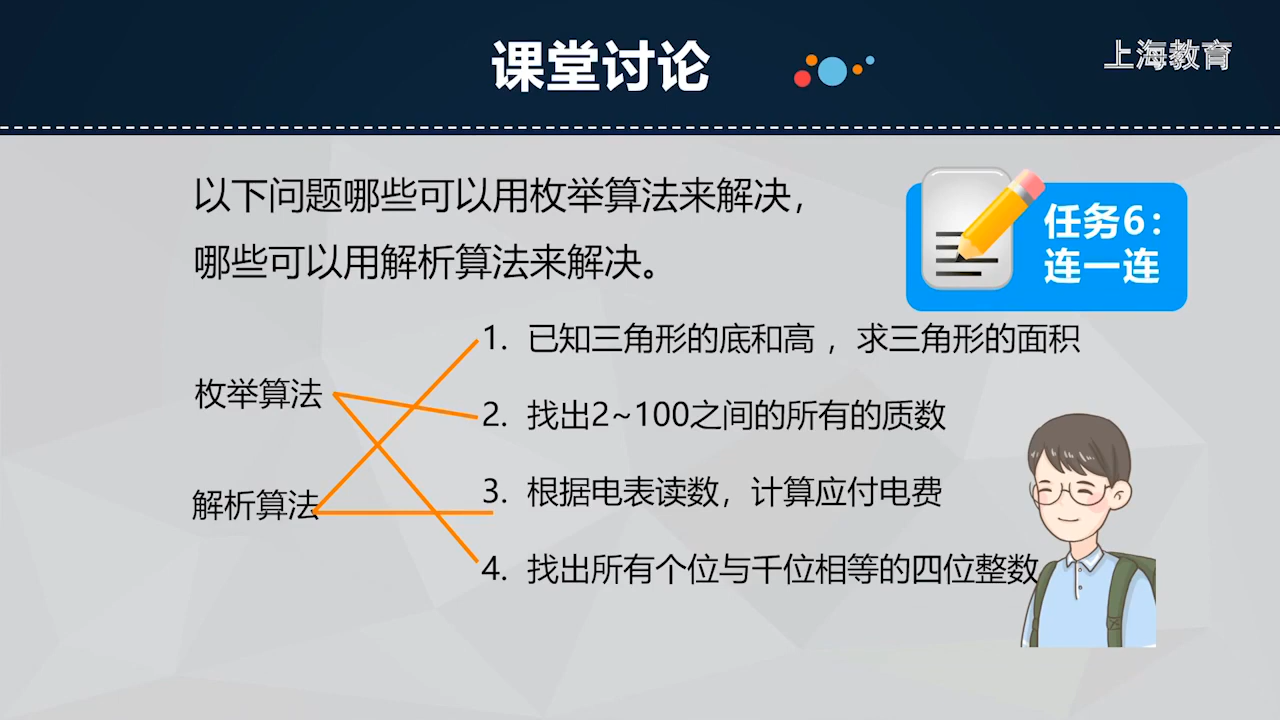 课堂讨论
上海教育
以下问题哪些可以用枚举算法来解决，
哪些可以用解析算法来解决。
任务6：
连一连
枚举算法
解析算法
1. 已知三角形的底和高 ，求三角形的面积
2. 找出2~100之间的所有的质数
3. 根据电表读数，计算应付电费
4. 找出所有个位与千位相等的四位整数